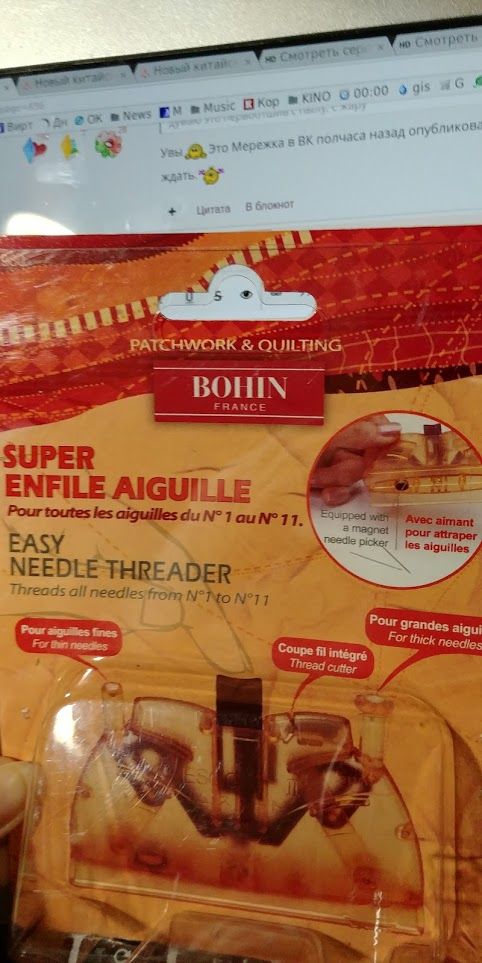 Новый китайс
Новый китайс
HD Смотреть сери
HD Смотреть
Вирт
Дн
OK
News
M
Music
Кор
KINO
00:00
gis
G
Увы, Это Мережка в ВК полчаса назад опубликова
ждать.
+ Цитата В блокнот
PATCHWORK & QUILTING
BOHIN
FRANCE
SUPER
ENFILE AIGUILLE
Pour toutes les aiguilles du N° 1 au N° 11.
EASY
NEEDLE THREADER
Threads all needles from N°1 to N°11
Equipped with
a magnet
needle picker
Avec aimant
pour attraper
les aiguilles
Pour aiguilles fines
For thin needles
Coupe fil intégré
Thread cutter
Pour grandes aigui
For thick needles